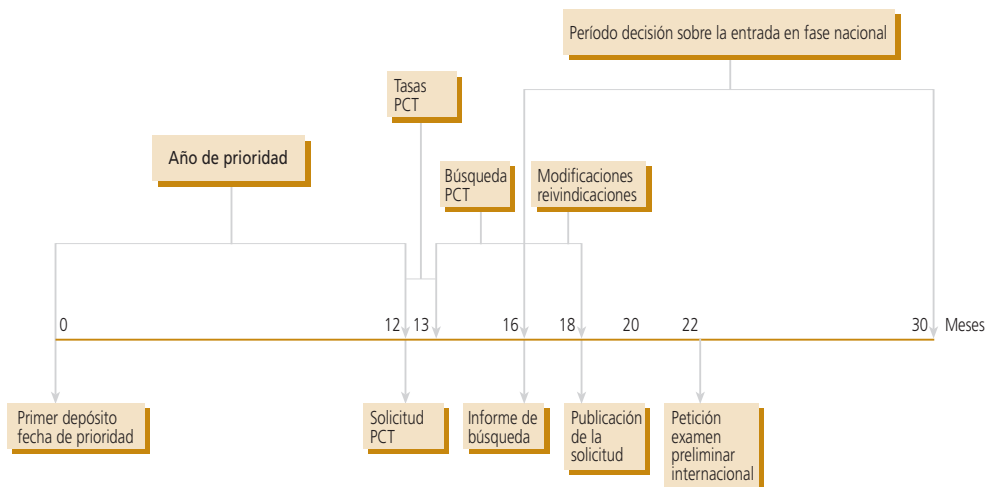 Período decisión sobre la entrada en fase nacional
Tasas
PCT
Año de prioridad
Búsqueda
PCT
Modificaciones
reivindicaciones
0
12
13
16
18
20
22
30
Meses
Primer depósito
fecha de prioridad
Solicitud
PCT
Informe de
búsqueda
Publicación
de la
solicitud
Petición
examen
preliminar
internacional